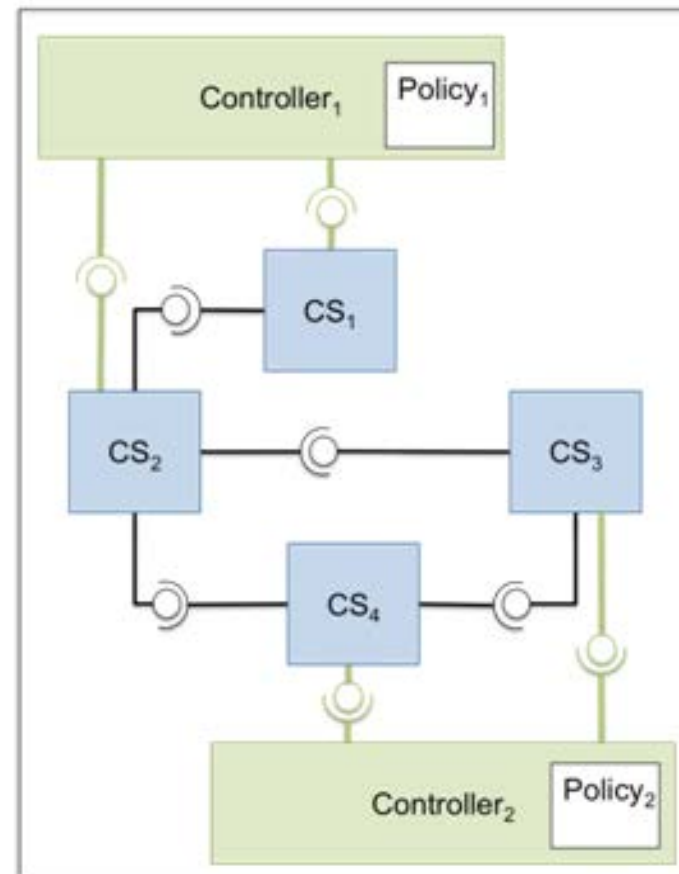 Controller₁
Policy₁
CS₁
CS₂
CS₃
CS₄
Controller₂
Policy₂